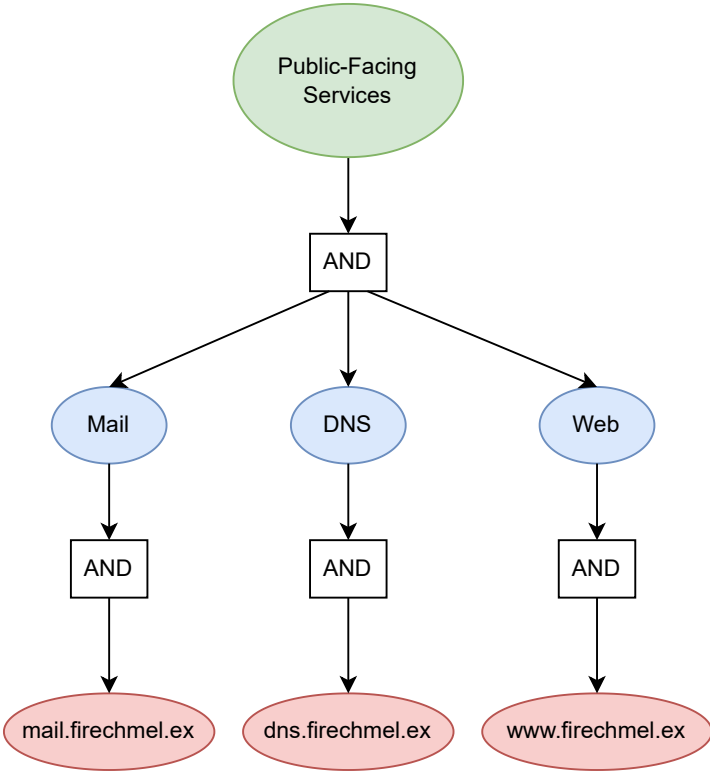 Public-Facing
Services
AND
Mail
DNS
Web
AND
AND
AND
mail.firechmel.ex
dns.firechmel.ex
www.firechmel.ex